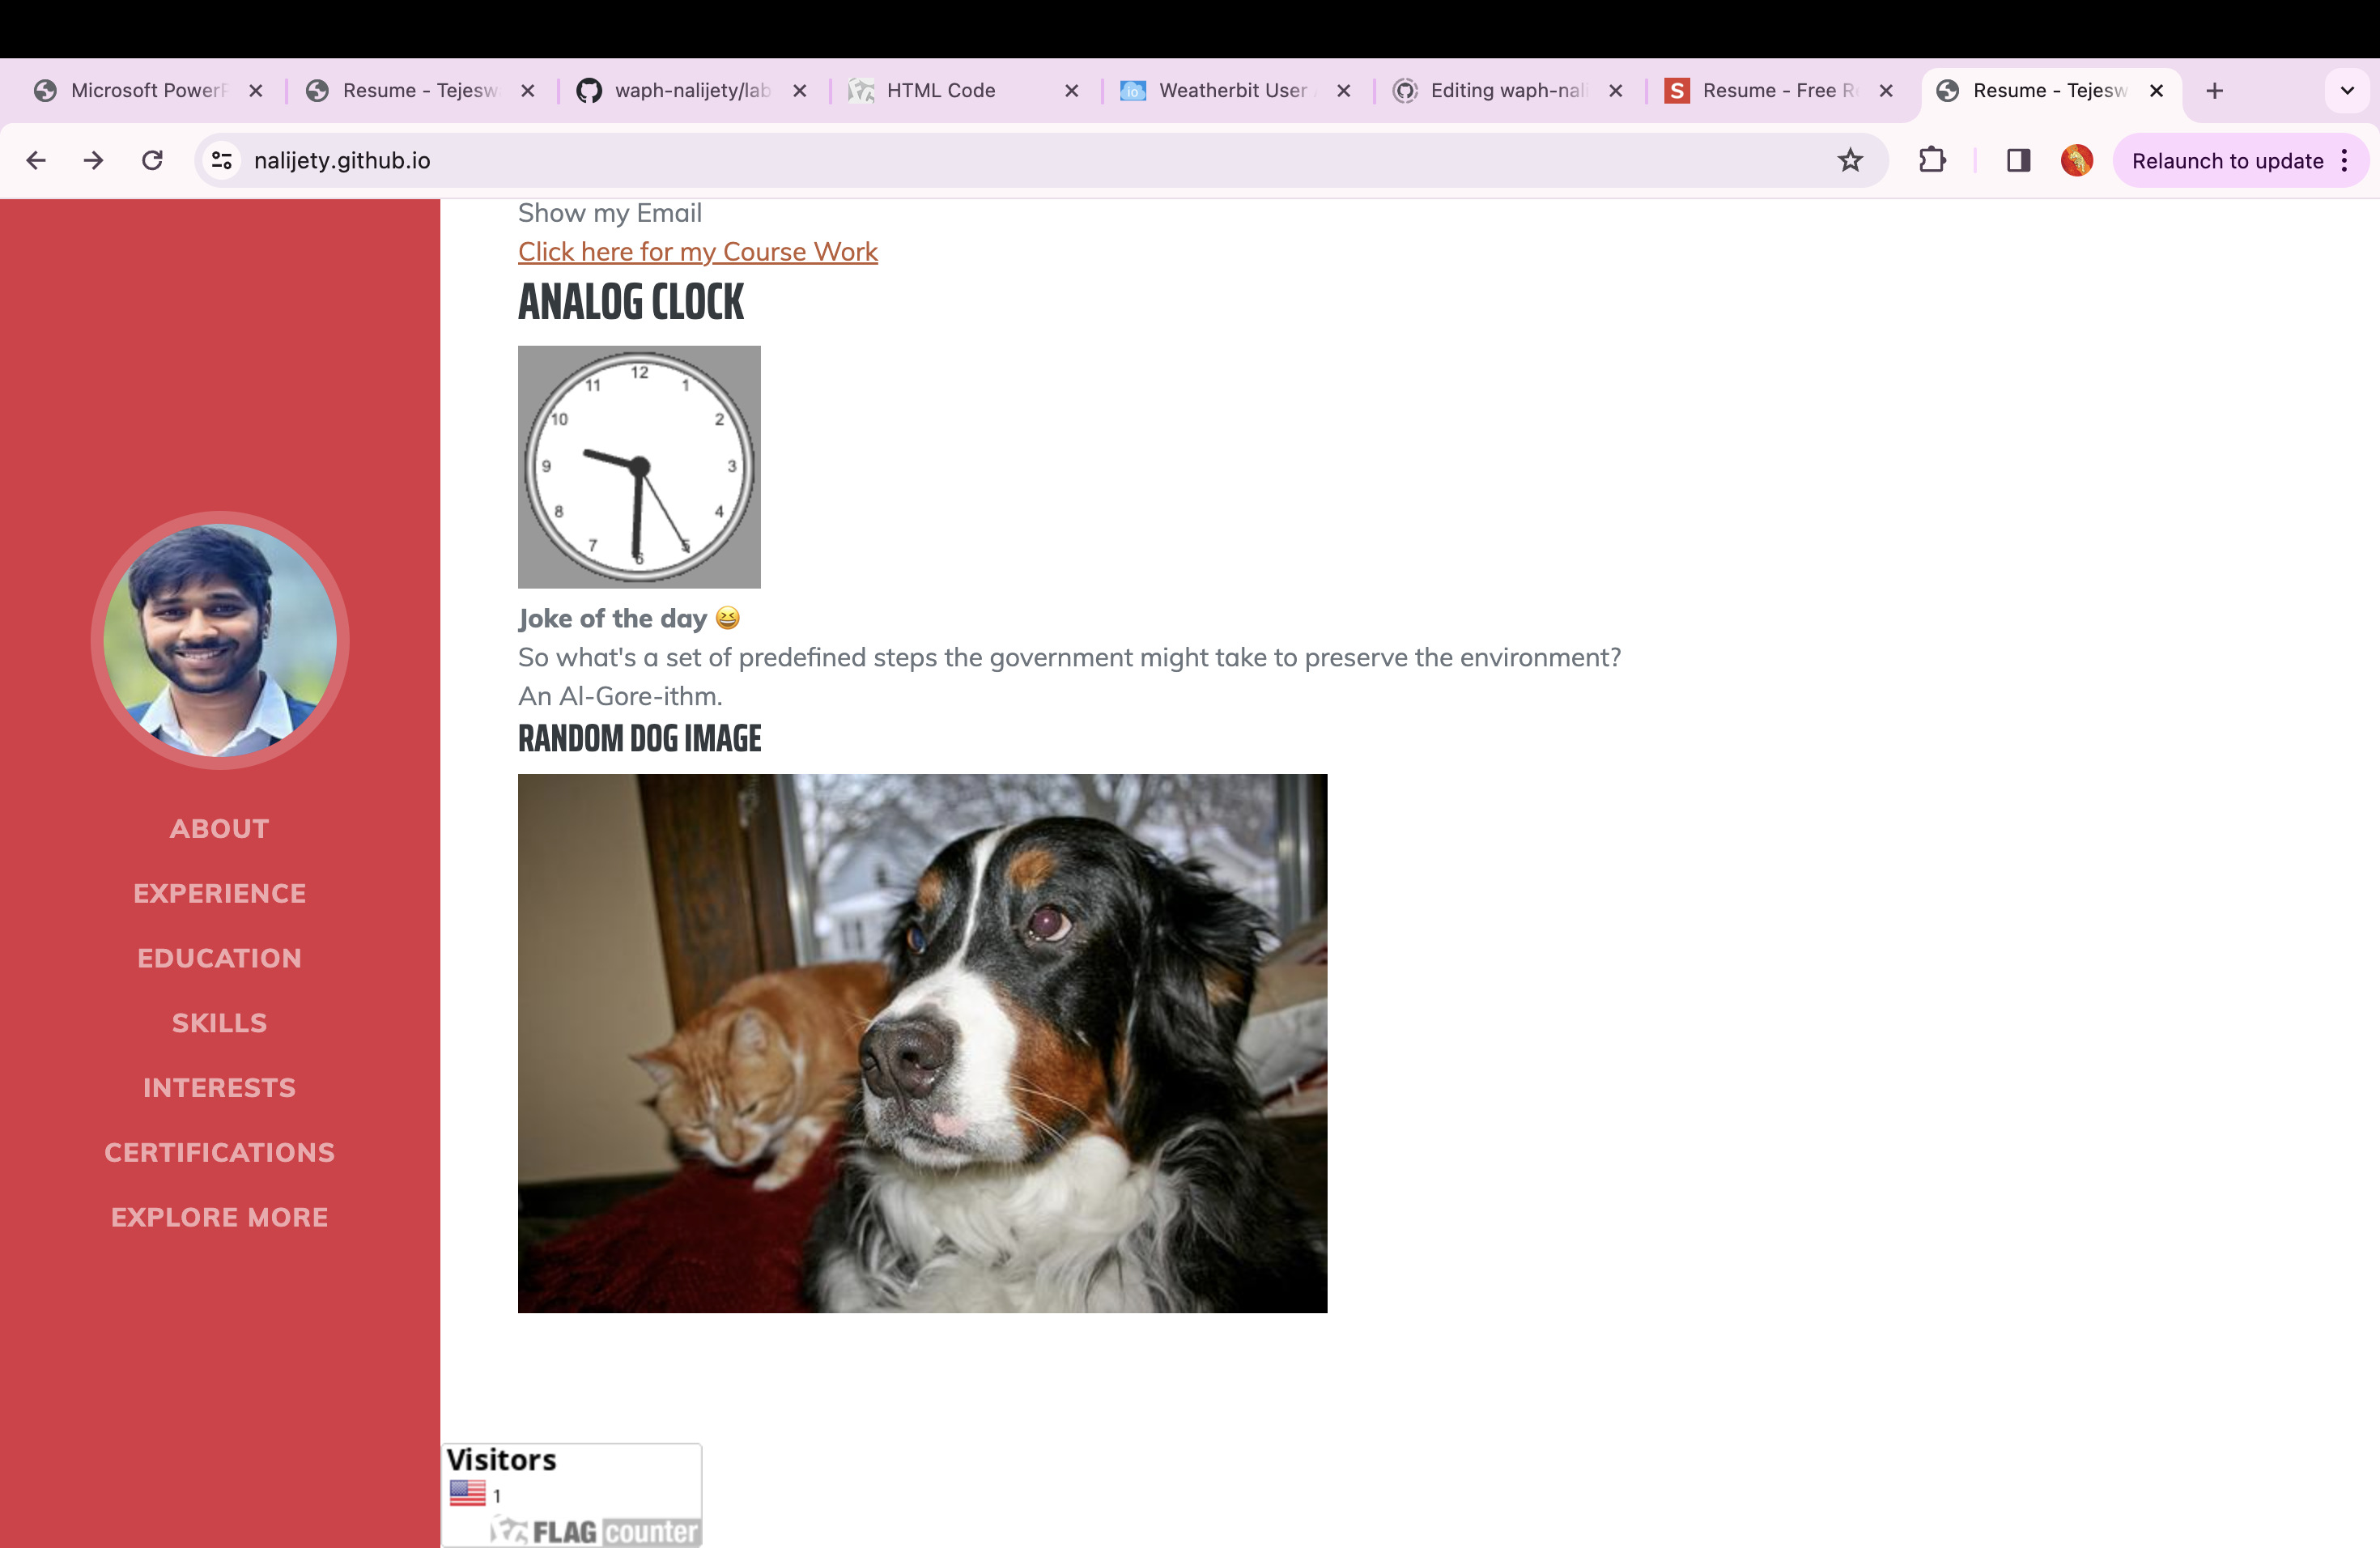 Microsoft PowerP
Resume - Tejesw
waph-nalijety/lab
HTML Code
Weatherbit User
Editing waph-nali
Resume - Free Re
Resume - Tejesw
nalijety.github.io
Relaunch to update
ABOUT
EXPERIENCE
EDUCATION
SKILLS
INTERESTS
CERTIFICATIONS
EXPLORE MORE
Show my Email
Click here for my Course Work
ANALOG CLOCK
12
1
2
3
4
5
6
7
8
9
10
11
Joke of the day 😆
So what's a set of predefined steps the government might take to preserve the environment?
An Al-Gore-ithm.
RANDOM DOG IMAGE
Visitors
1
FLAG counter